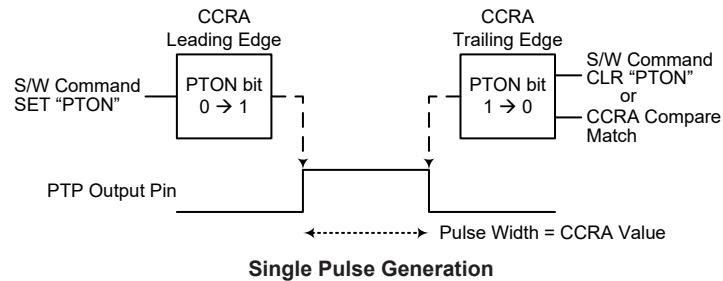 CCRA
Leading Edge
CCRA
Trailing Edge
S/W Command
SET “PTON”
PTON bit
0 → 1
PTON bit
1 → 0
S/W Command
CLR “PTON”
or
CCRA Compare
Match
PTP Output Pin
Pulse Width = CCRA Value
Single Pulse Generation